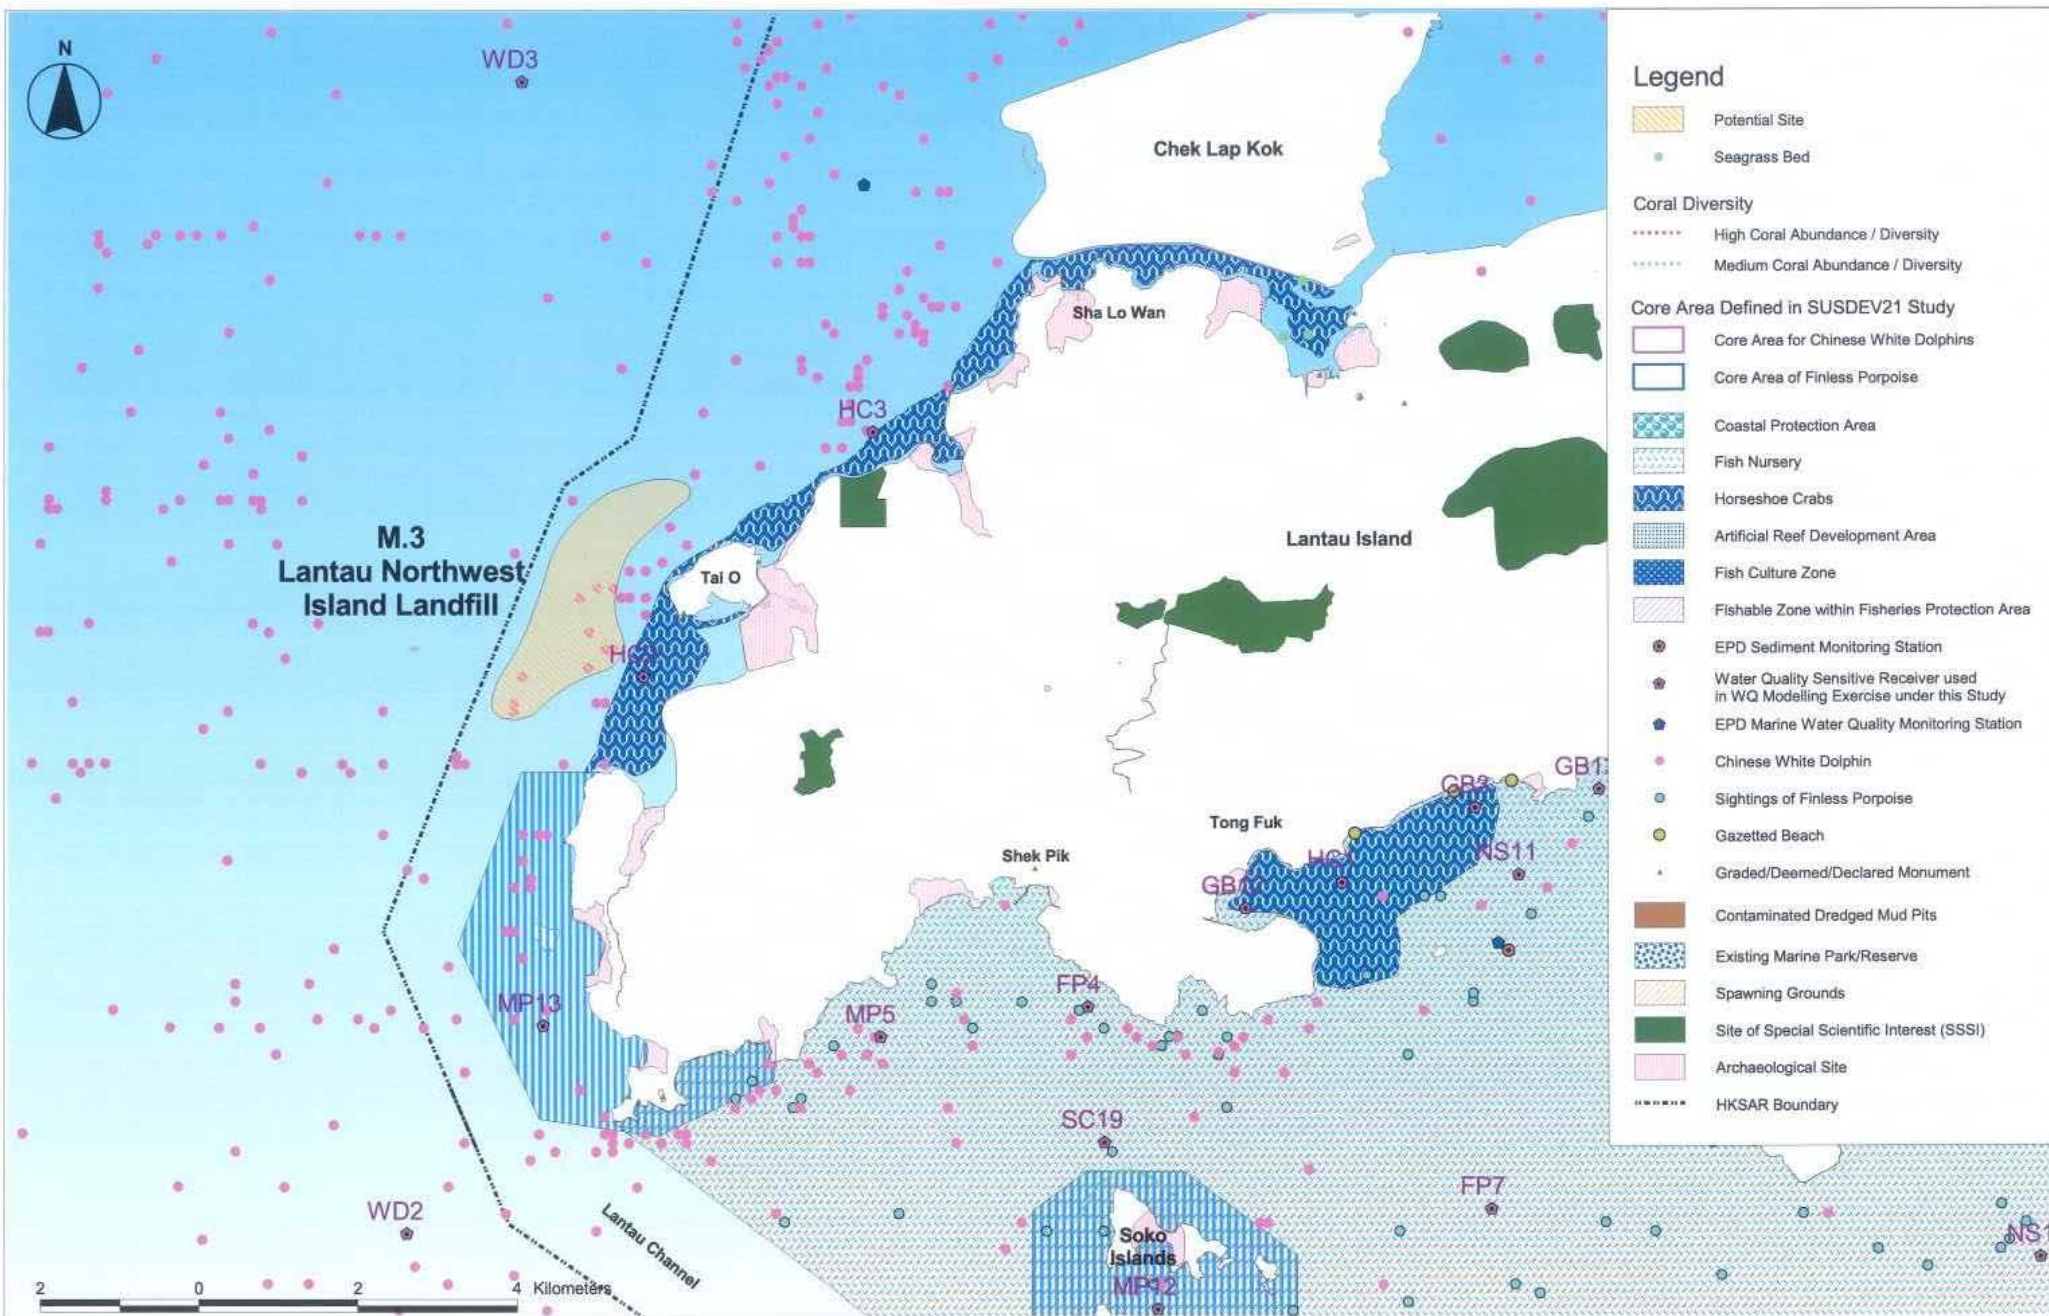 N
WD3
Chek Lap Kok
Sha Lo Wan
HC3
M.3
Lantau Northwest
Island Landfill
Tai O
Lantau Island
GB1
GB3
Tong Fuk
HC1
NS11
Shek Pik
MP13
MP5
FP4
SC19
FP7
WD2
Lantau Channel
Soko
Islands
MP12
NS1
2 0 2 4 Kilometers
Legend
Potential Site
Seagrass Bed
Coral Diversity
High Coral Abundance / Diversity
Medium Coral Abundance / Diversity
Core Area Defined in SUSDEV21 Study
Core Area for Chinese White Dolphins
Core Area of Finless Porpoise
Coastal Protection Area
Fish Nursery
Horseshoe Crabs
Artificial Reef Development Area
Fish Culture Zone
Fishable Zone within Fisheries Protection Area
EPD Sediment Monitoring Station
Water Quality Sensitive Receiver used
in WQ Modelling Exercise under this Study
EPD Marine Water Quality Monitoring Station
Chinese White Dolphin
Sightings of Finless Porpoise
Gazetted Beach
Graded/Deemed/Declared Monument
Contaminated Dredged Mud Pits
Existing Marine Park/Reserve
Spawning Grounds
Site of Special Scientific Interest (SSSI)
Archaeological Site
HKSAR Boundary